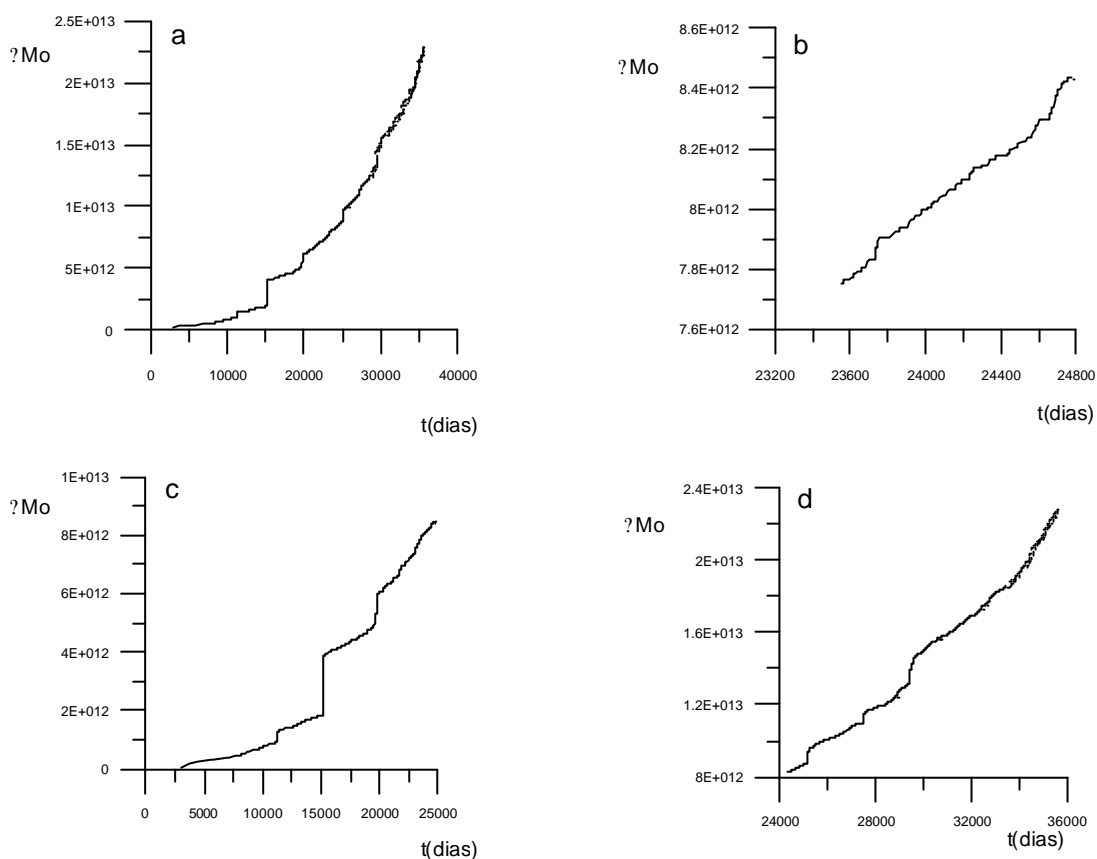 a
?Mo
2.5E+013
2E+013
1.5E+013
1E+013
5E+012
0
0 10000 20000 30000 40000
t(dias)
b
?Mo
8.6E+012
8.4E+012
8.2E+012
8E+012
7.8E+012
7.6E+012
23200 23600 24000 24400 24800
t(dias)
c
?Mo
1E+013
8E+012
6E+012
4E+012
2E+012
0
0 5000 10000 15000 20000 25000
t(dias)
d
?Mo
2.4E+013
2E+013
1.6E+013
1.2E+013
8E+012
24000 28000 32000 36000
t(dias)